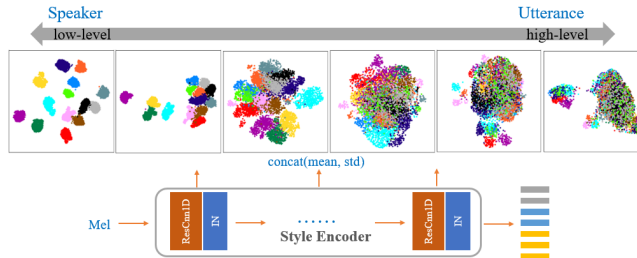 Speaker Utterance
low-level high-level
concat(mean, std)
Mel
ResCnn1D
IN
......
Style Encoder
ResCnn1D
IN